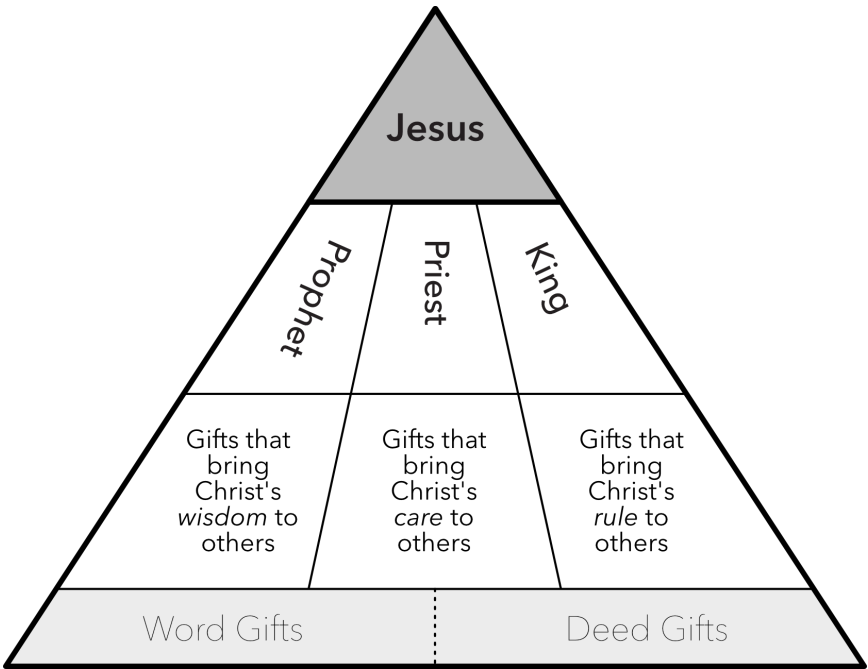 Jesus
Prophet
Priest
King
Gifts that
bring
Christ's
wisdom to
others
Gifts that
bring
Christ's
care to
others
Gifts that
bring
Christ's
rule to
others
Word Gifts
Deed Gifts